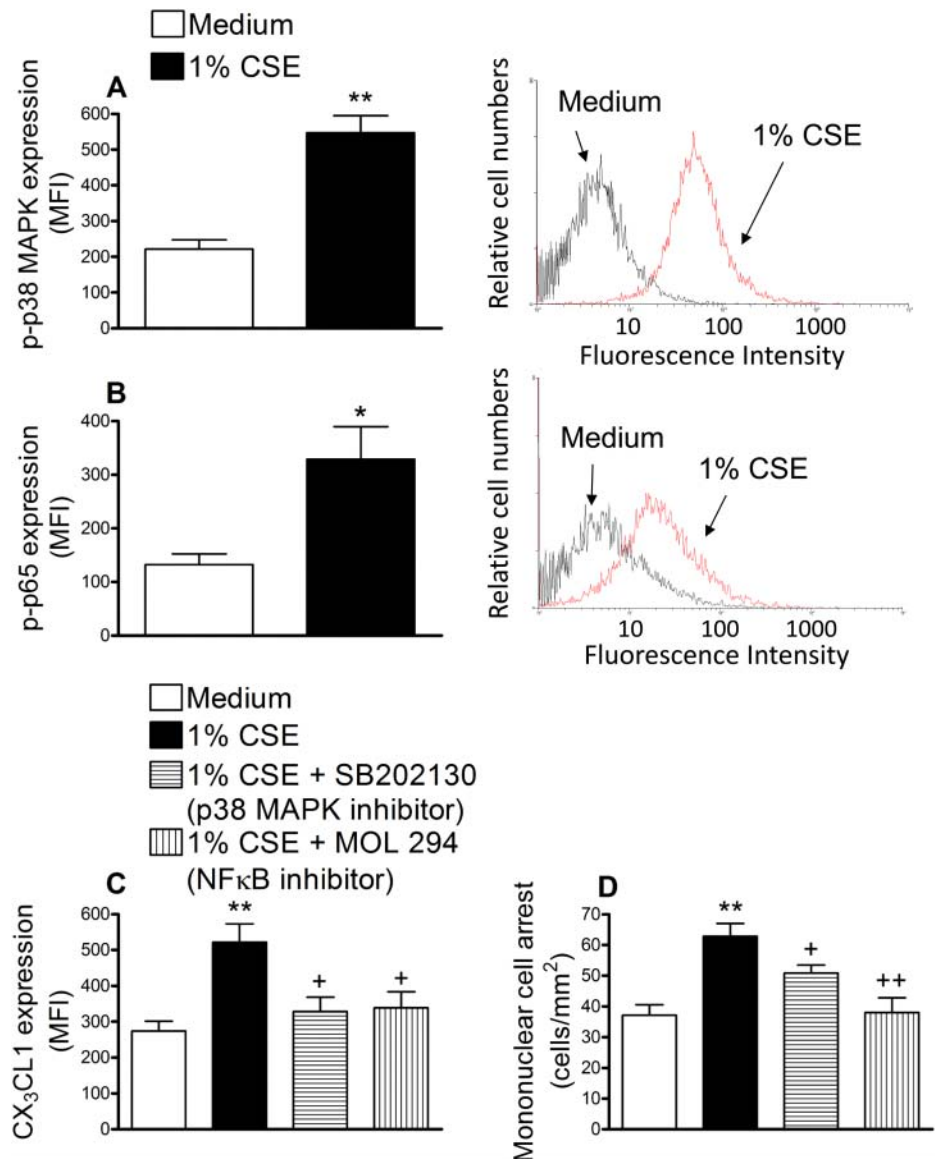 Medium
1% CSE
A
p-p38 MAPK expression
(MFI)
600
500
400
300
200
100
0
**
Relative cell numbers
Medium
1% CSE
10
100
1000
Fluorescence Intensity
B
p-p65 expression
(MFI)
400
300
200
100
0
*
Relative cell numbers
Medium
1% CSE
10
100
1000
Fluorescence Intensity
Medium
1% CSE
1% CSE + SB202130
(p38 MAPK inhibitor)
1% CSE + MOL 294
(NFκB inhibitor)
C
CX₃CL1 expression
(MFI)
600
500
400
300
200
100
0
**
+
+
D
Mononuclear cell arrest
(cells/mm²)
70
60
50
40
30
20
10
0
**
+
++